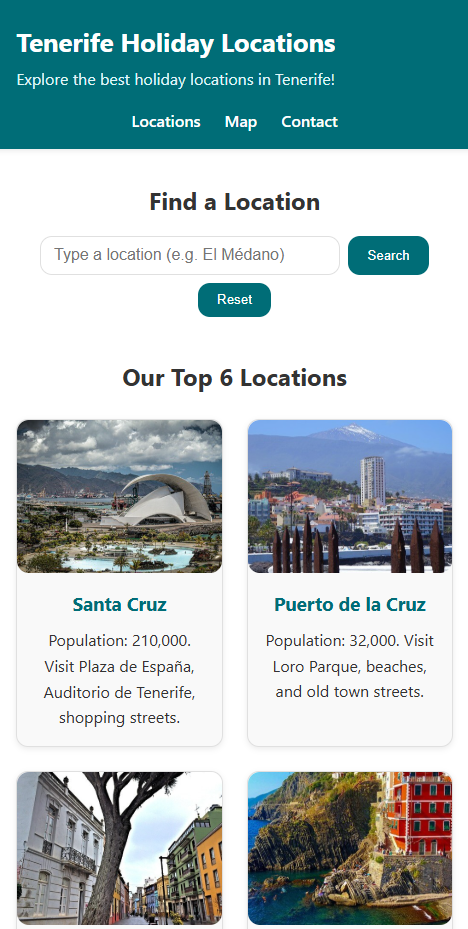 Tenerife Holiday Locations
Explore the best holiday locations in Tenerife!
Locations Map Contact
Find a Location
Type a location (e.g. El Médano) Search
Reset
Our Top 6 Locations
Santa Cruz
Population: 210,000.
Visit Plaza de España,
Auditorio de Tenerife,
shopping streets.
Puerto de la Cruz
Population: 32,000. Visit
Loro Parque, beaches,
and old town streets.